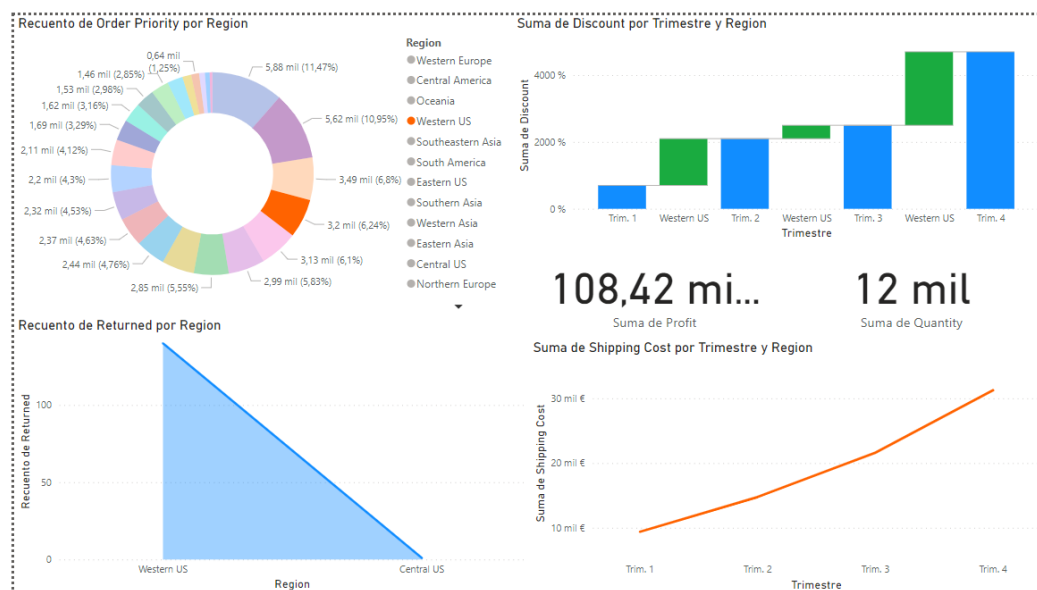 Recuento de Order Priority por Region
0,64 mil
(1,25%)
1,46 mil (2,85%)
1,53 mil (2,98%)
1,62 mil (3,16%)
1,69 mil (3,29%)
2,11 mil (4,12%)
2,2 mil (4,3%)
2,32 mil (4,53%)
2,37 mil (4,63%)
2,44 mil (4,76%)
2,85 mil (5,55%)
2,99 mil (5,83%)
3,13 mil (6,1%)
3,2 mil (6,24%)
3,49 mil (6,8%)
5,62 mil (10,95%)
5,88 mil (11,47%)
Region
Western Europe
Central America
Oceania
Western US
Southeastern Asia
South America
Eastern US
Southern Asia
Western Asia
Eastern Asia
Central US
Northern Europe
Suma de Discount por Trimestre y Region
Suma de Discount
4000 %
2000 %
0 %
Trim. 1 Western US Trim. 2 Western US Trim. 3 Western US Trim. 4
Trimestre
108,42 mi...
Suma de Profit
12 mil
Suma de Quantity
Recuento de Returned por Region
Recuento de Returned
100
50
0
Western US Central US
Region
Suma de Shipping Cost por Trimestre y Region
Suma de Shipping Cost
30 mil €
20 mil €
10 mil €
Trim. 1 Trim. 2 Trim. 3 Trim. 4
Trimestre